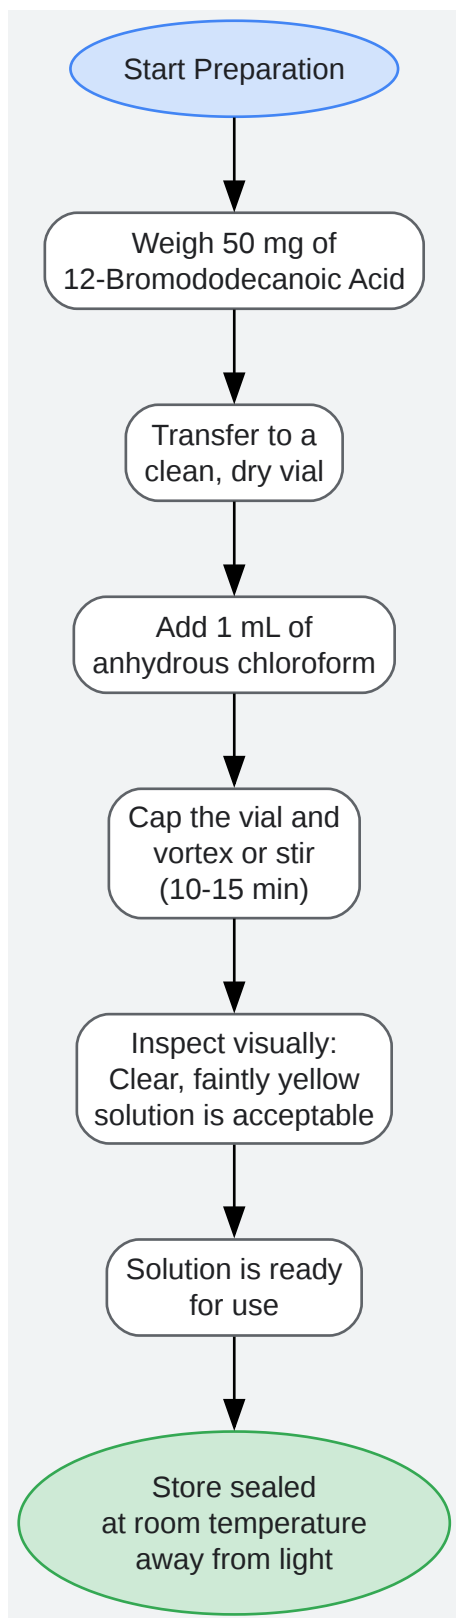 Start Preparation
Weigh 50 mg of
12-Bromododecanoic Acid
Transfer to a
clean, dry vial
Add 1 mL of
anhydrous chloroform
Cap the vial and
vortex or stir
(10-15 min)
Inspect visually:
Clear, faintly yellow
solution is acceptable
Solution is ready
for use
Store sealed
at room temperature
away from light